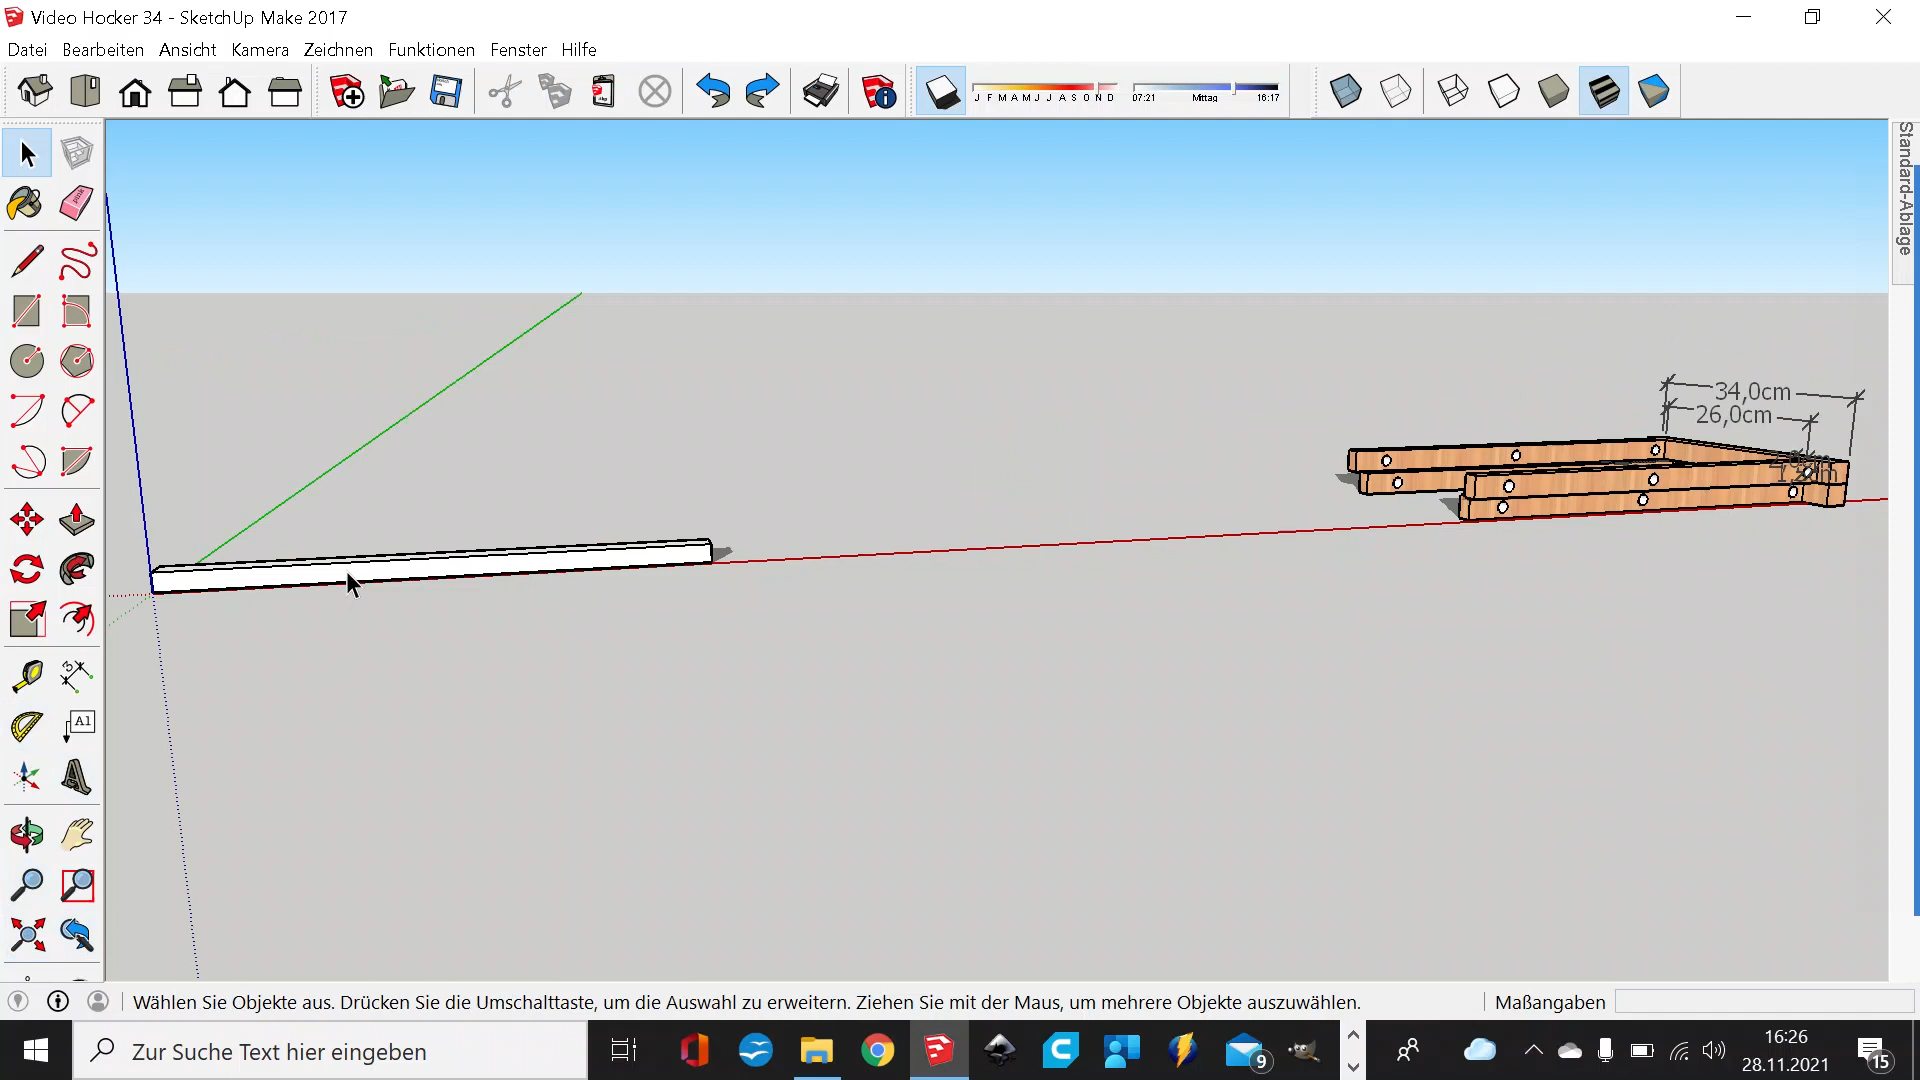 Video Hocker 34 - SketchUp Make 2017
Datei Bearbeiten Ansicht Kamera Zeichnen Funktionen Fenster Hilfe
J F M A M J J A S O N D
07:21 Mittag 16:17
Standard-Ablage
34,0cm
26,0cm
A1
Wählen Sie Objekte aus. Drücken Sie die Umschalttaste, um die Auswahl zu erweitern. Ziehen Sie mit der Maus, um mehrere Objekte auszuwählen.
Maßangaben
Zur Suche Text hier eingeben
9
16:26
28.11.2021
15